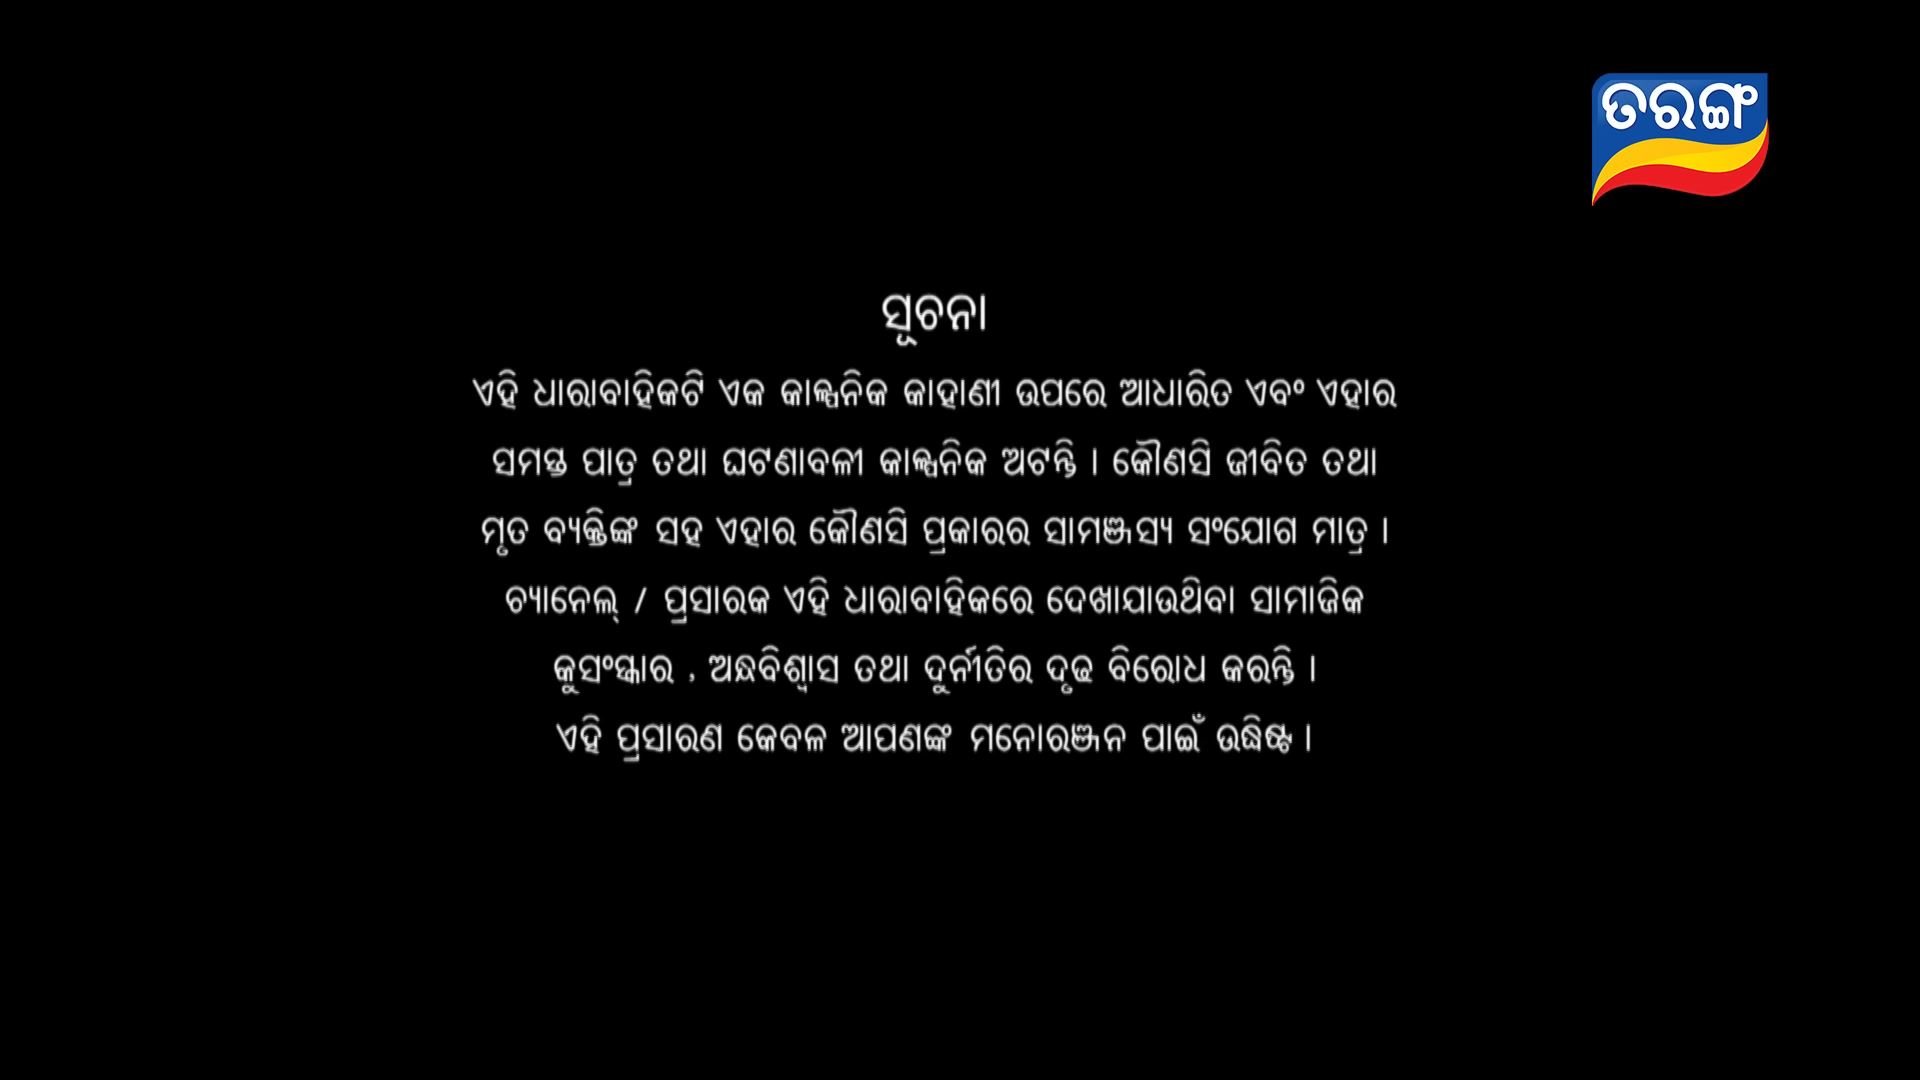 ତରଙ୍ଗ
ସୂଚନା
ଏହି ଧାରାବାହିକଟି ଏକ କାଳ୍ପନିକ କାହାଣୀ ଉପରେ ଆଧାରିତ ଏବଂ ଏହାର
ସମସ୍ତ ପାତ୍ର ତଥା ଘଟଣାବଳୀ କାଳ୍ପନିକ ଅଟନ୍ତି । କୌଣସି ଜୀବିତ ତଥା
ମୃତ ବ୍ୟକ୍ତିଙ୍କ ସହ ଏହାର କୌଣସି ପ୍ରକାରର ସାମଞ୍ଜସ୍ୟ ସଂଯୋଗ ମାତ୍ର ।
ଚ୍ୟାନେଲ୍ / ପ୍ରସାରକ ଏହି ଧାରାବାହିକରେ ଦେଖାଯାଉଥିବା ସାମାଜିକ
କୁସଂସ୍କାର , ଅନ୍ଧବିଶ୍ୱାସ ତଥା ଦୁର୍ନୀତିର ଦୃଢ ବିରୋଧ କରନ୍ତି ।
ଏହି ପ୍ରସାରଣ କେବଳ ଆପଣଙ୍କ ମନୋରଞ୍ଜନ ପାଇଁ ଉଦ୍ଧିଷ୍ଟ ।